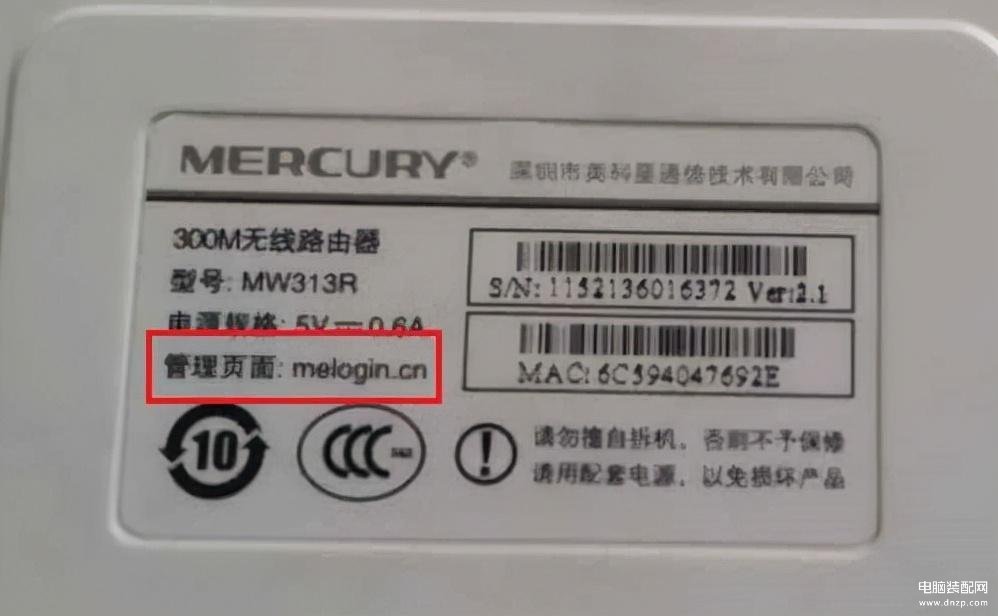 MERCURY® 深圳市美科星通信技术有限公司
300M无线路由器
型号: MW313R
电源规格: 5V⎓0.6A
管理页面: melogin.cn
S/N: 1152136016372 Ver:2.1
MAC: 6C594047692E
10
CCC
请勿擅自拆机，否则不予保修
请用配套电源，以免损坏产品
电脑装配网
www.dnzp.com